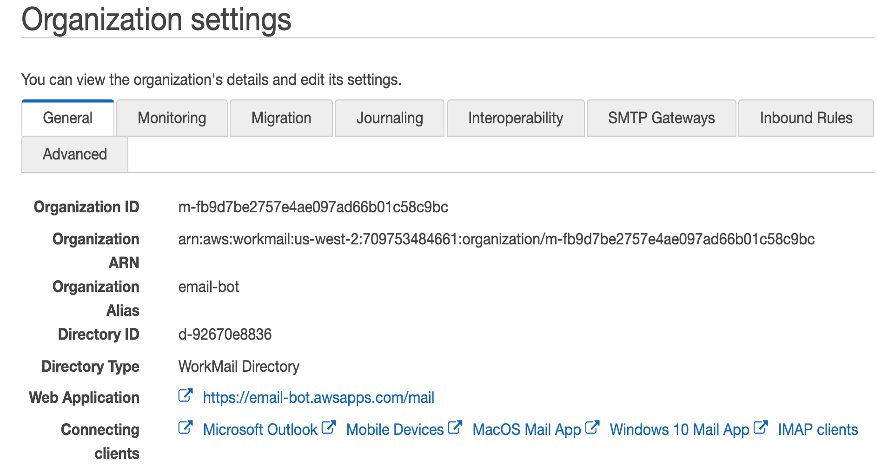 Organization settings
You can view the organization's details and edit its settings.
General Monitoring Migration Journaling Interoperability SMTP Gateways Inbound Rules
Advanced
Organization ID m-fb9d7be2757e4ae097ad66b01c58c9bc
Organization arn:aws:workmail:us-west-2:709753484661:organization/m-fb9d7be2757e4ae097ad66b01c58c9bc
ARN
Organization email-bot
Alias
Directory ID d-92670e8836
Directory Type WorkMail Directory
Web Application https://email-bot.awsapps.com/mail
Connecting Microsoft Outlook Mobile Devices MacOS Mail App Windows 10 Mail App IMAP clients
clients